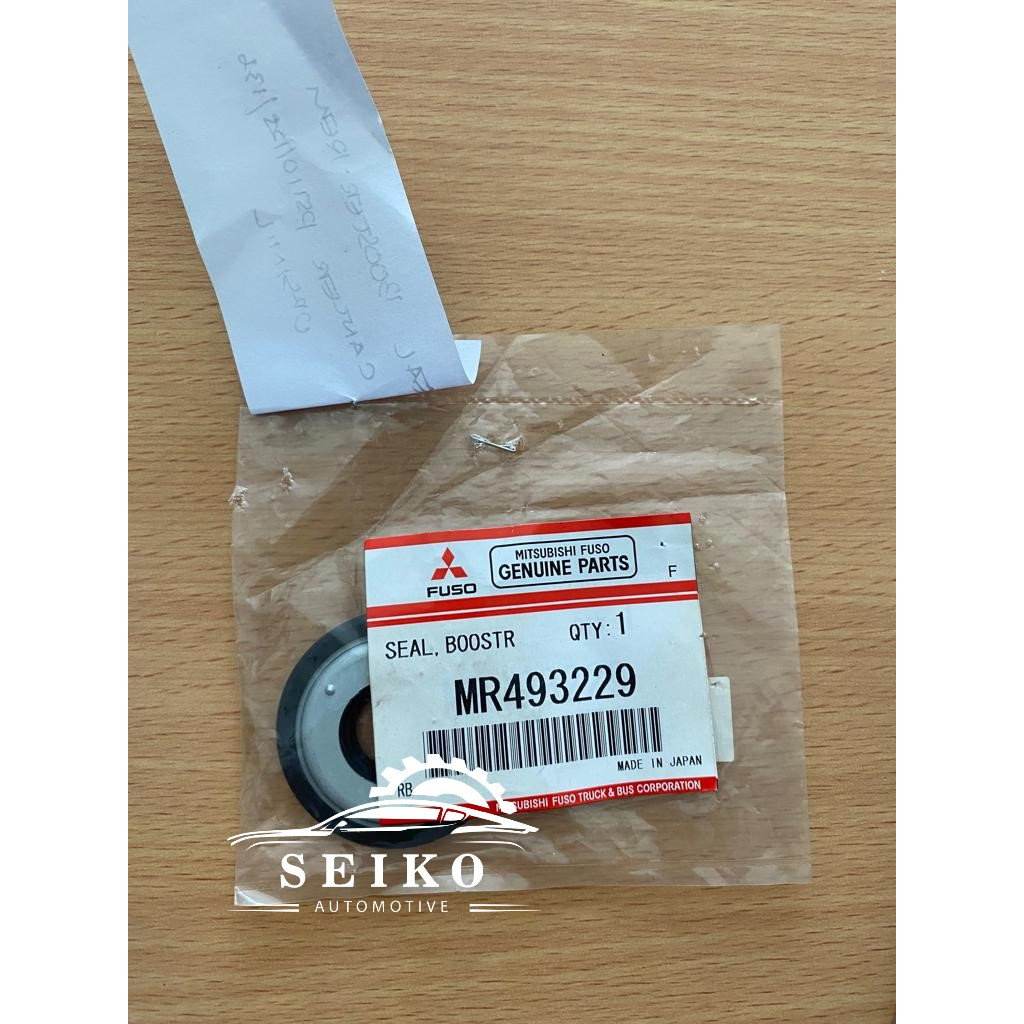 FUSO
MITSUBISHI FUSO
GENUINE PARTS
F
SEAL, BOOSTR QTY: 1
MR493229
MADE IN JAPAN
RB
MITSUBISHI FUSO TRUCK & BUS CORPORATION
SEIKO
AUTOMOTIVE